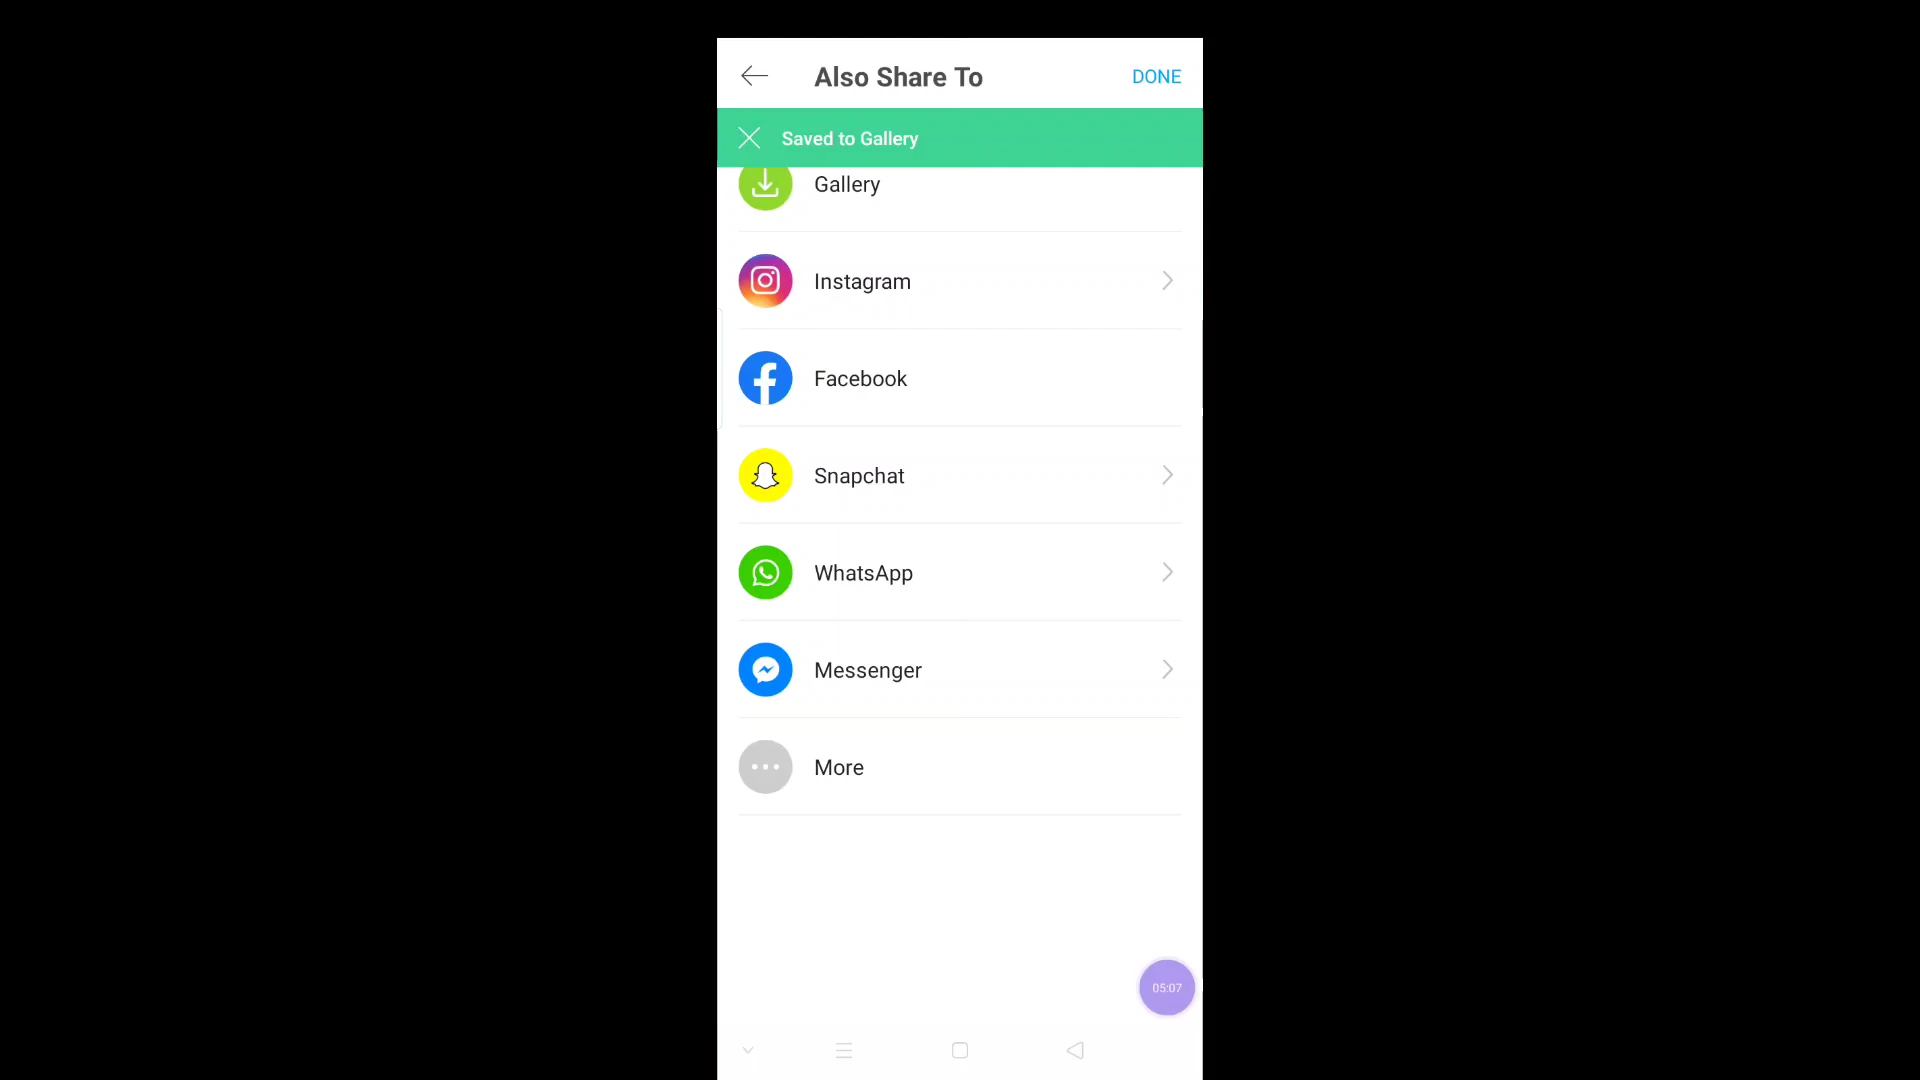 Also Share To
DONE
Saved to Gallery
Gallery
Instagram
Facebook
Snapchat
WhatsApp
Messenger
More
05:07